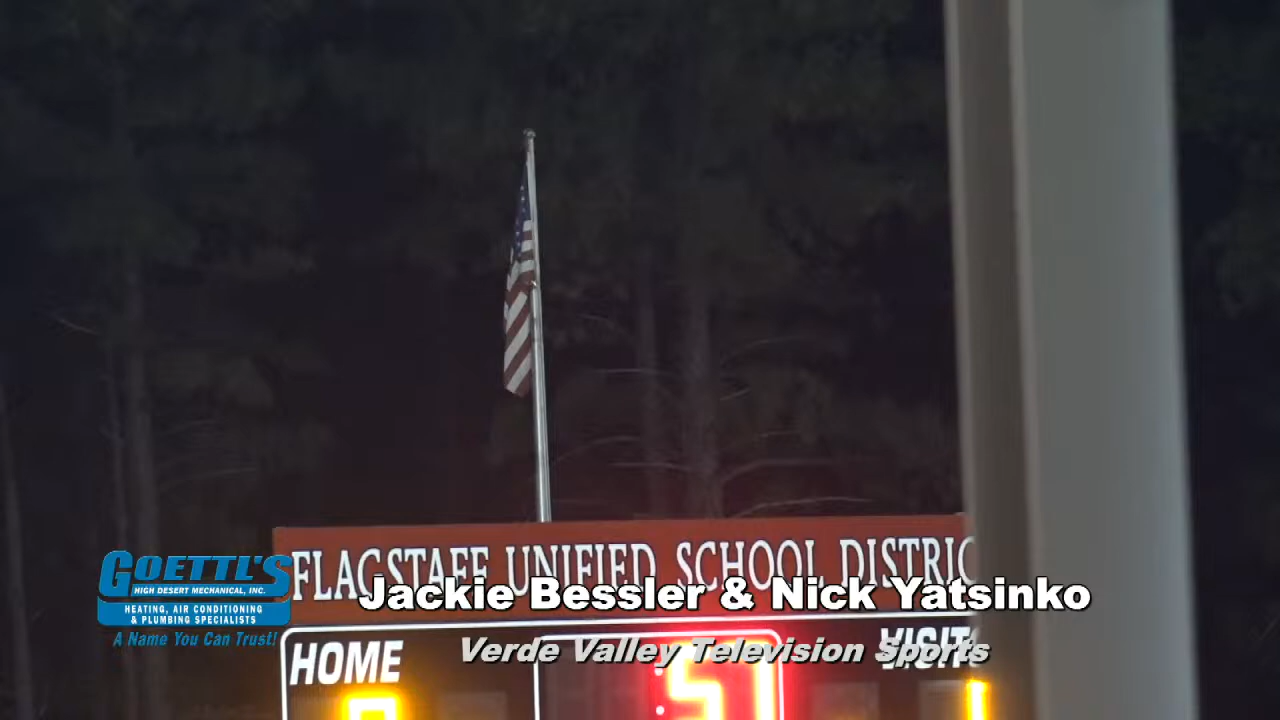 FLAGSTAFF UNIFIED SCHOOL DISTRIC
GOETTL'S
HIGH DESERT MECHANICAL, INC.
HEATING, AIR CONDITIONING
& PLUMBING SPECIALISTS
A Name You Can Trust!
Jackie Bessler & Nick Yatsinko
Verde Valley Television Sports
HOME
VISIT